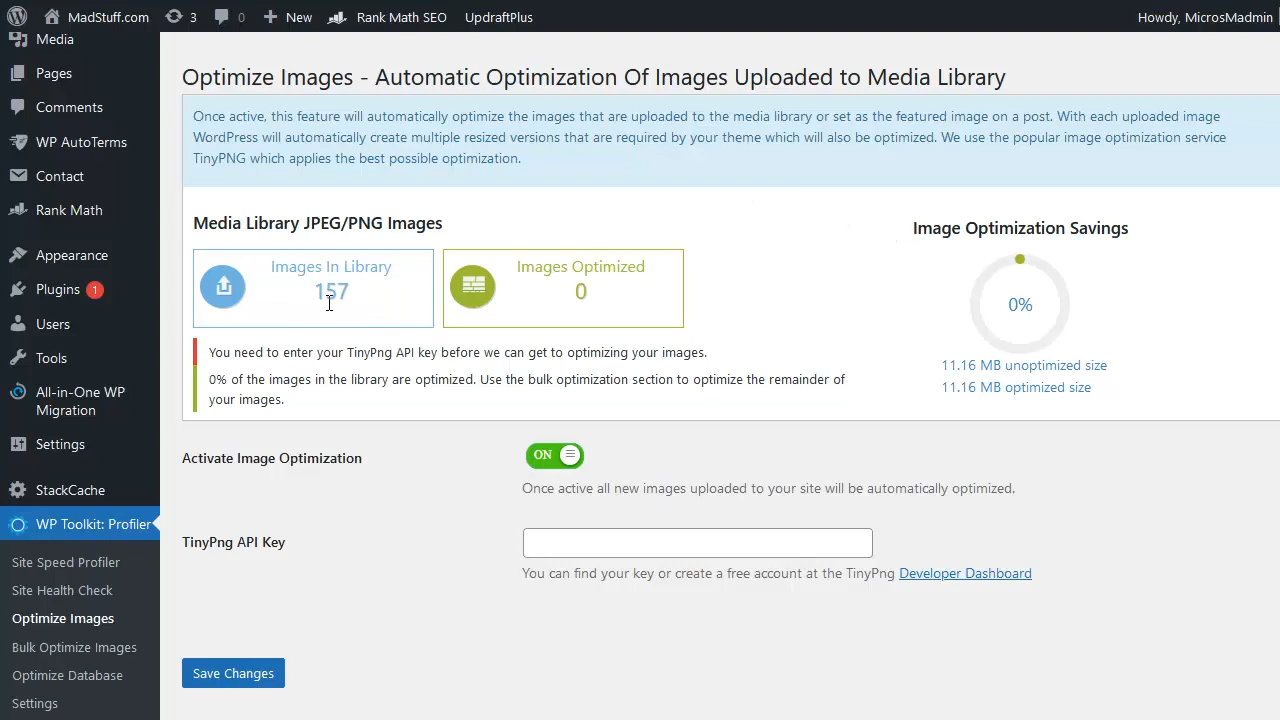 MadStuff.com 3 0 New Rank Math SEO UpdraftPlus Howdy, MicrosMadmin
Media
Pages
Comments
WP AutoTerms
Contact
Rank Math
Appearance
Plugins 1
Users
Tools
All-in-One WP
Migration
Settings
StackCache
WP Toolkit: Profiler
Site Speed Profiler
Site Health Check
Optimize Images
Bulk Optimize Images
Optimize Database
Settings
Optimize Images - Automatic Optimization Of Images Uploaded to Media Library
Once active, this feature will automatically optimize the images that are uploaded to the media library or set as the featured image on a post. With each uploaded image
WordPress will automatically create multiple resized versions that are required by your theme which will also be optimized. We use the popular image optimization service
TinyPNG which applies the best possible optimization.
Media Library JPEG/PNG Images
Images In Library
157
Images Optimized
0
You need to enter your TinyPng API key before we can get to optimizing your images.
0% of the images in the library are optimized. Use the bulk optimization section to optimize the remainder of
your images.
Image Optimization Savings
0%
11.16 MB unoptimized size
11.16 MB optimized size
Activate Image Optimization
ON
Once active all new images uploaded to your site will be automatically optimized.
TinyPng API Key
You can find your key or create a free account at the TinyPng Developer Dashboard
Save Changes